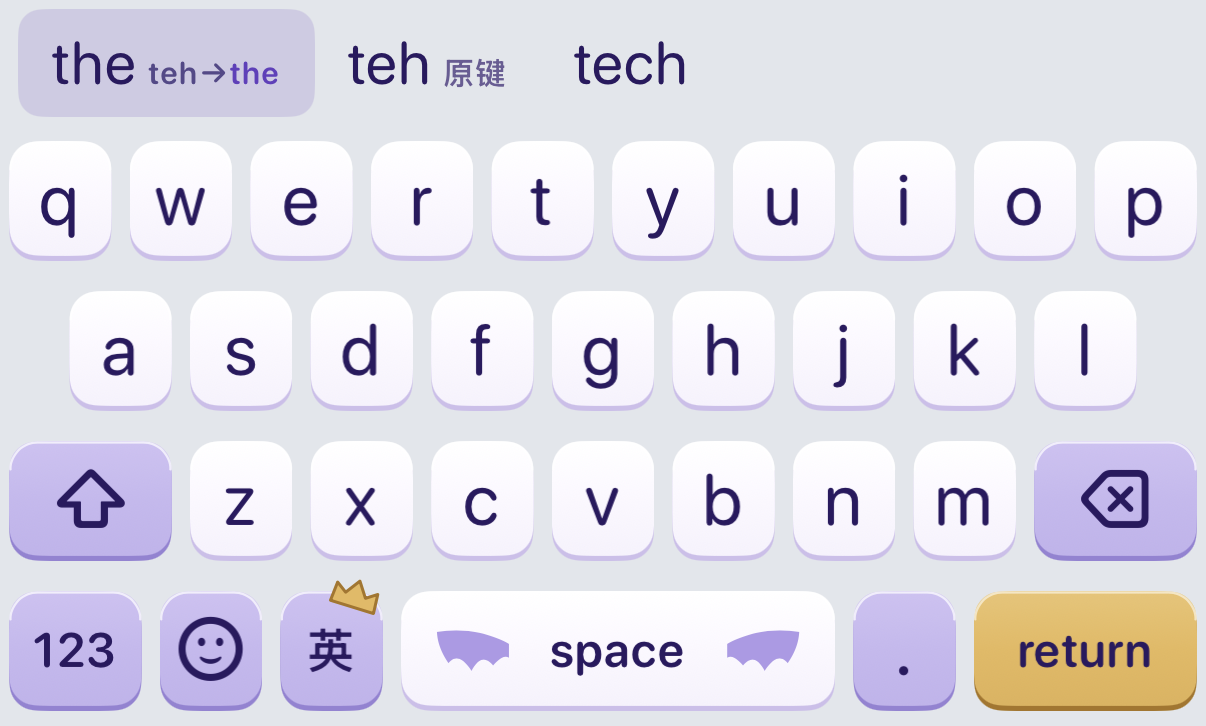 the teh→the teh 原键 tech
q w e r t y u i o p
a s d f g h j k l
z x c v b n m
123 英 space . return